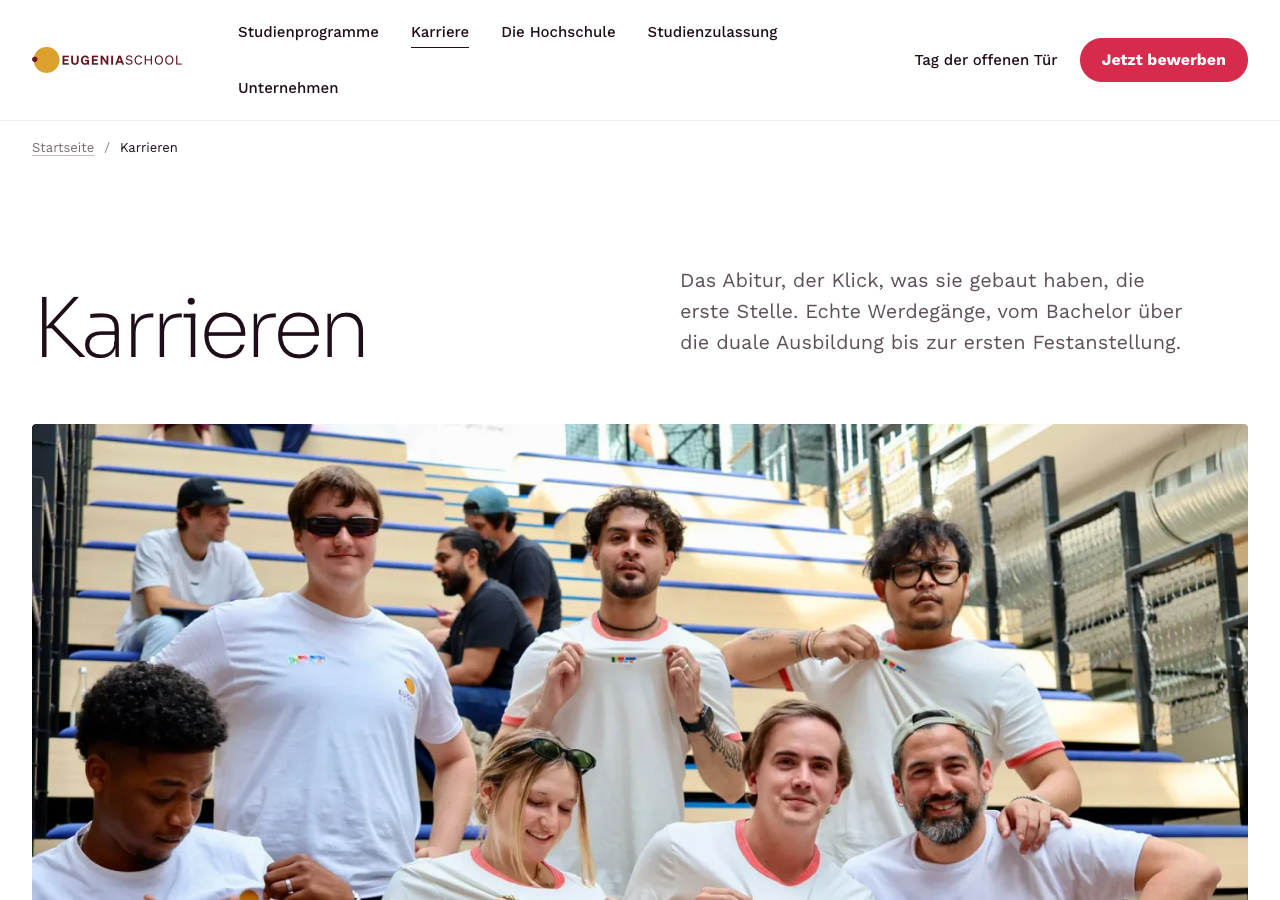 EUGENIASCHOOL
Studienprogramme
Karriere
Die Hochschule
Studienzulassung
Unternehmen
Tag der offenen Tür
Jetzt bewerben
Startseite / Karrieren
Karrieren
Das Abitur, der Klick, was sie gebaut haben, die
erste Stelle. Echte Werdegänge, vom Bachelor über
die duale Ausbildung bis zur ersten Festanstellung.